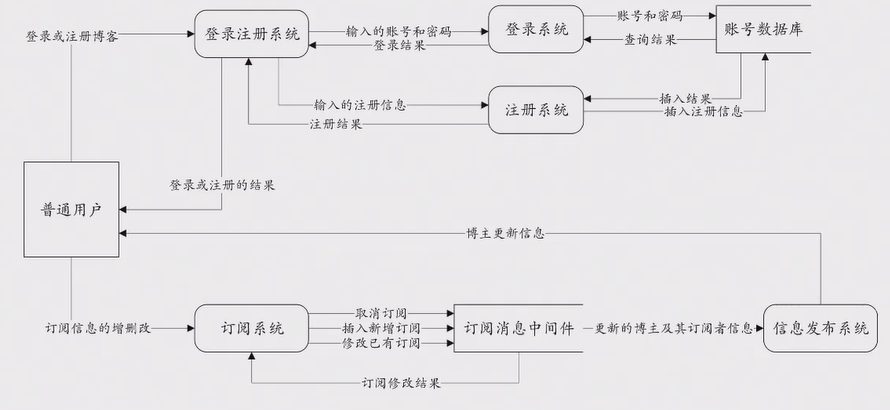 登录或注册博客
登录注册系统
输入的账号和密码
登录结果
登录系统
账号和密码
查询结果
账号数据库
输入的注册信息
注册结果
注册系统
插入结果
插入注册信息
登录或注册的结果
普通用户
博主更新信息
订阅信息的增删改
订阅系统
取消订阅
插入新增订阅
修改已有订阅
订阅消息中间件
更新的博主及其订阅者信息
信息发布系统
订阅修改结果